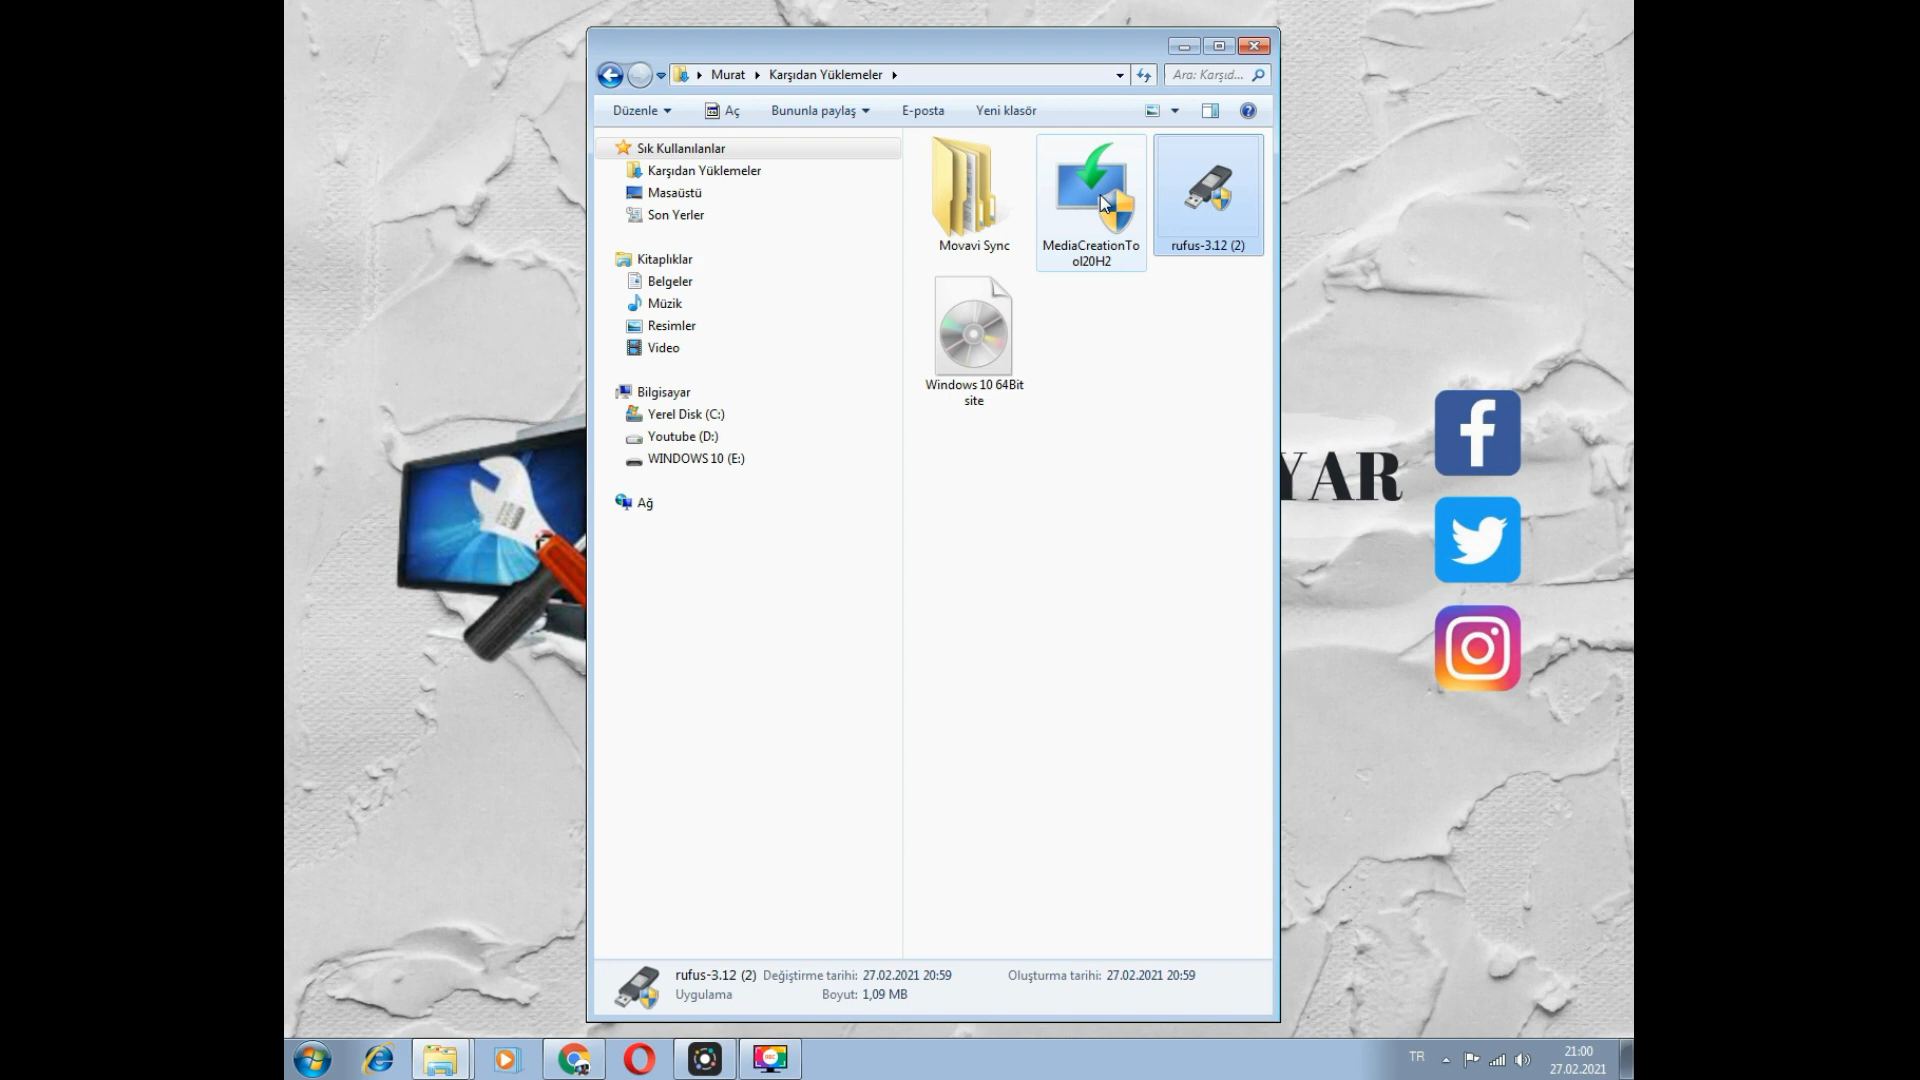 Murat
Karşıdan Yüklemeler
Ara: Karşıd...
Düzenle
Aç
Bununla paylaş
E-posta
Yeni klasör
Sık Kullanılanlar
Karşıdan Yüklemeler
Masaüstü
Son Yerler
Kitaplıklar
Belgeler
Müzik
Resimler
Video
Bilgisayar
Yerel Disk (C:)
Youtube (D:)
WINDOWS 10 (E:)
Ağ
Movavi Sync
MediaCreationTo
ol20H2
rufus-3.12 (2)
Windows 10 64Bit
site
YAR
rufus-3.12 (2) Değiştirme tarihi: 27.02.2021 20:59 Oluşturma tarihi: 27.02.2021 20:59
Uygulama Boyut: 1,09 MB
TR
21:00
27.02.2021